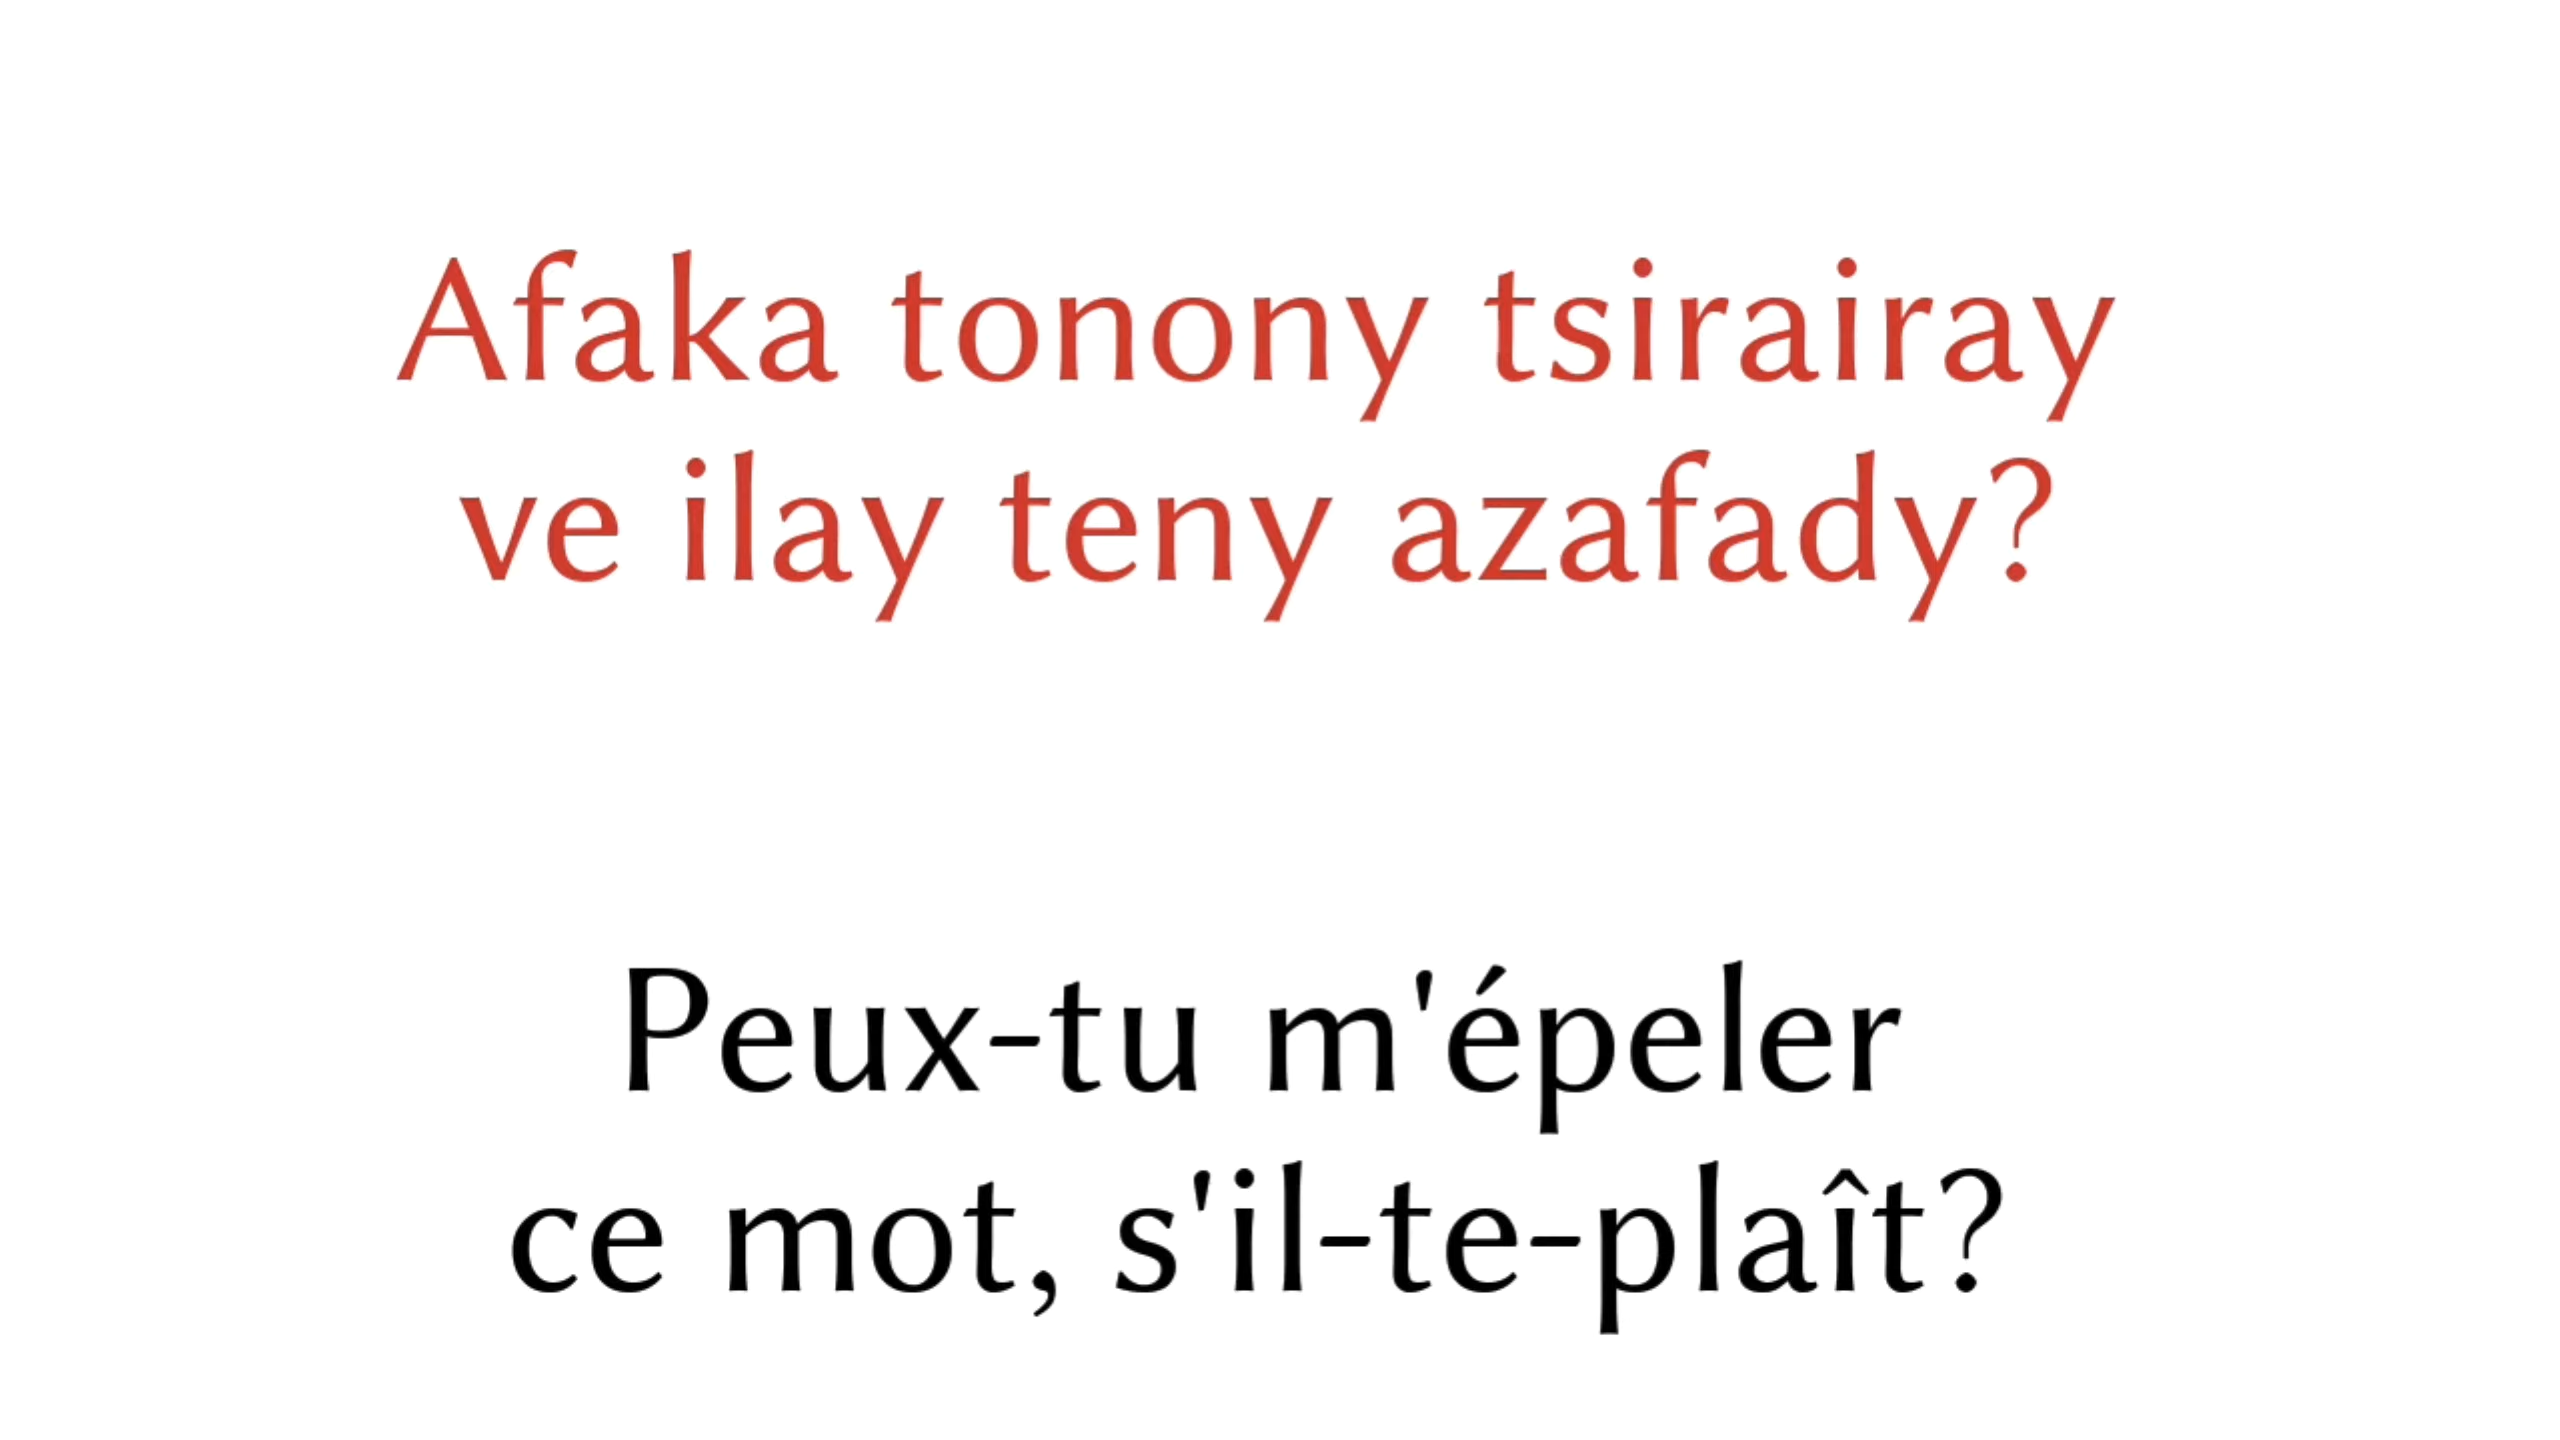 Afaka tonony tsirairay
ve ilay teny azafady?
Peux-tu m'épeler
ce mot, s'il-te-plaît?